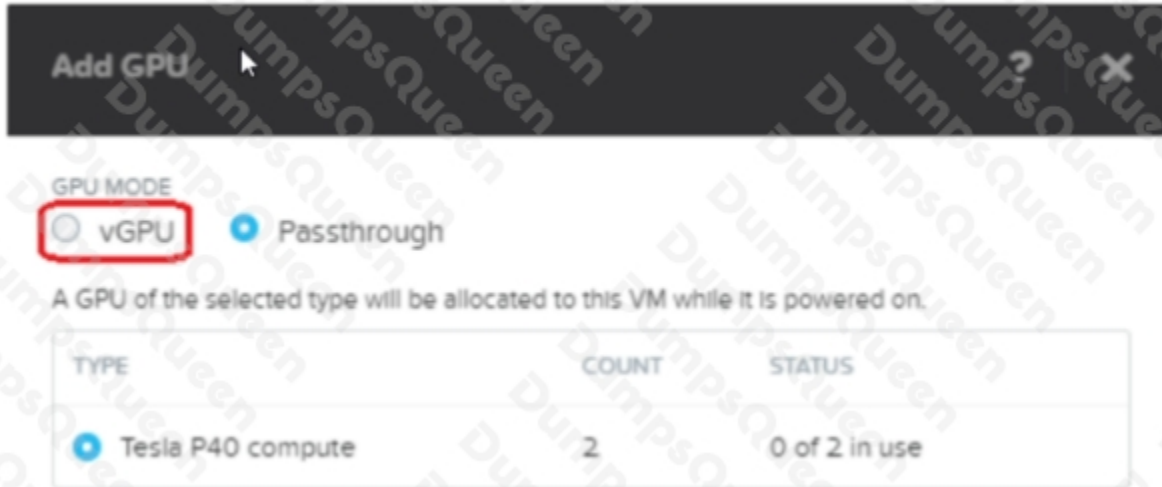 Add GPU ? ×
GPU MODE
vGPU Passthrough
A GPU of the selected type will be allocated to this VM while it is powered on.
TYPE COUNT STATUS
Tesla P40 compute 2 0 of 2 in use
DumpsQueen